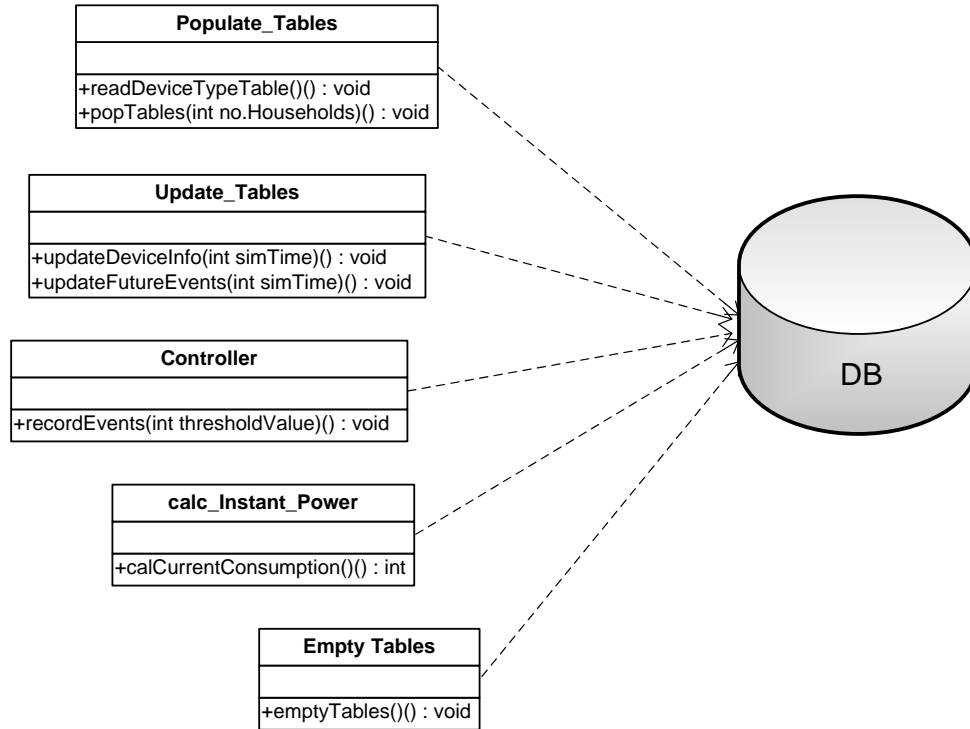 Populate_Tables
+readDeviceTypeTable()() : void
+popTables(int no.Households)() : void
Update_Tables
+updateDeviceInfo(int simTime)() : void
+updateFutureEvents(int simTime)() : void
Controller
+recordEvents(int thresholdValue)() : void
calc_Instant_Power
+calCurrentConsumption()() : int
Empty Tables
+emptyTables()() : void
DB